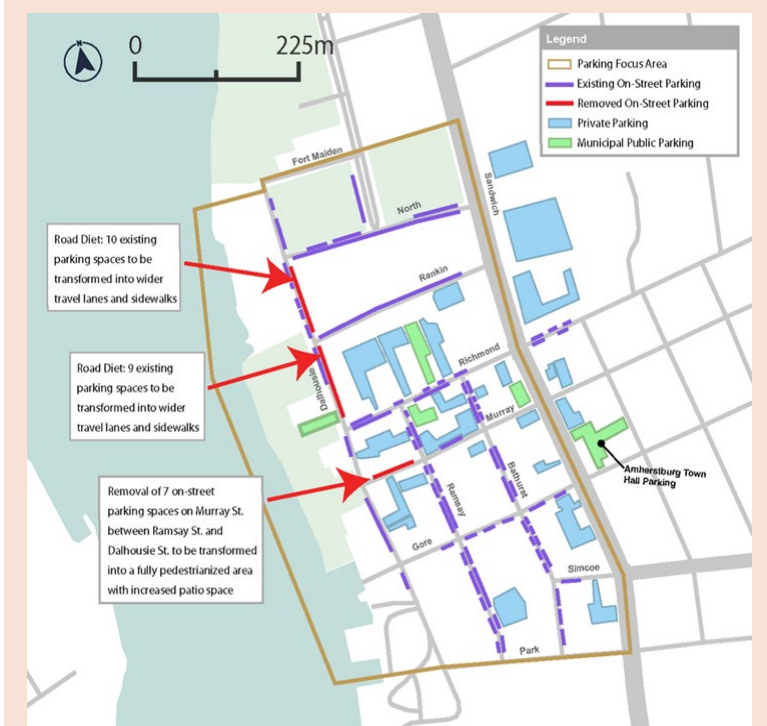 0 225m
Legend
Parking Focus Area
Existing On-Street Parking
Removed On-Street Parking
Private Parking
Municipal Public Parking
Fort Malden
Sandwich
North
Road Diet: 10 existing
parking spaces to be
transformed into wider
travel lanes and sidewalks
Rankin
Richmond
Road Diet: 9 existing
parking spaces to be
transformed into wider
travel lanes and sidewalks
Dalhousie
Murray
Amherstburg Town
Hall Parking
Removal of 7 on-street
parking spaces on Murray St.
between Ramsay St. and
Dalhousie St. to be transformed
into a fully pedestrianized area
with increased patio space
Ramsay
Bathurst
Gore
Simcoe
Park